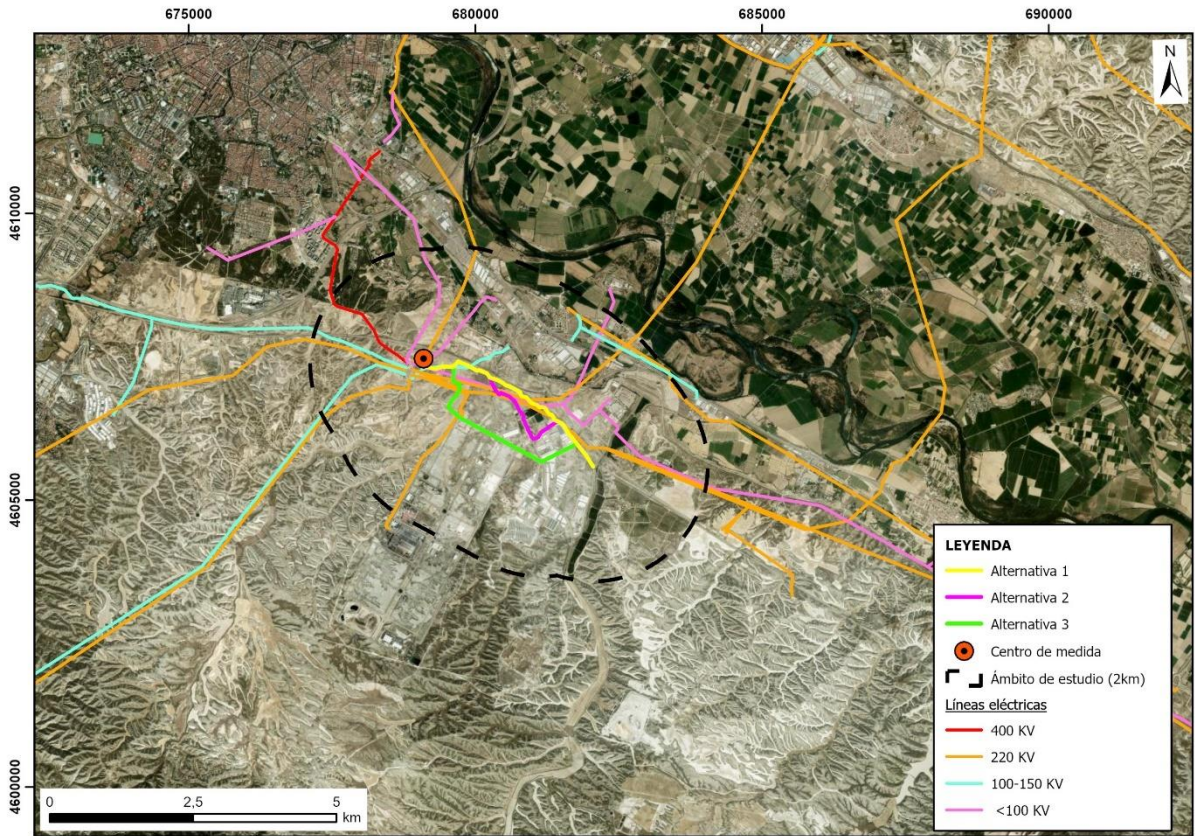 675000
680000
685000
690000
N
4610000
4605000
4600000
LEYENDA
Alternativa 1
Alternativa 2
Alternativa 3
Centro de medida
Ámbito de estudio (2km)
Líneas eléctricas
400 KV
220 KV
100-150 KV
<100 KV
0
2,5
5
km